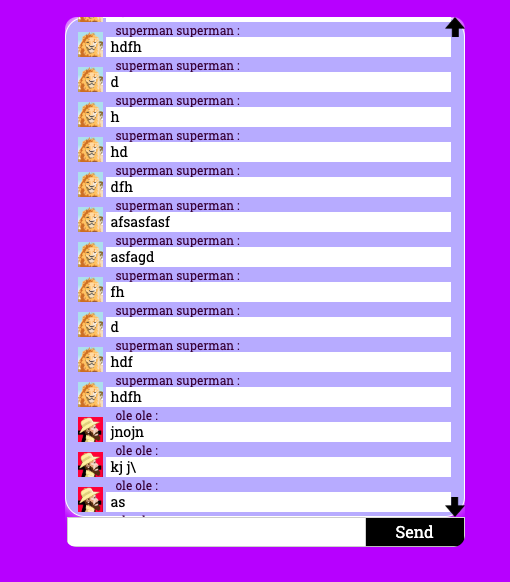 superman superman :
hdfh
superman superman :
d
superman superman :
h
superman superman :
hd
superman superman :
dfh
superman superman :
afsasfasf
superman superman :
asfagd
superman superman :
fh
superman superman :
d
superman superman :
hdf
superman superman :
hdfh
ole ole :
jnojn
ole ole :
kj j\
ole ole :
as
Send